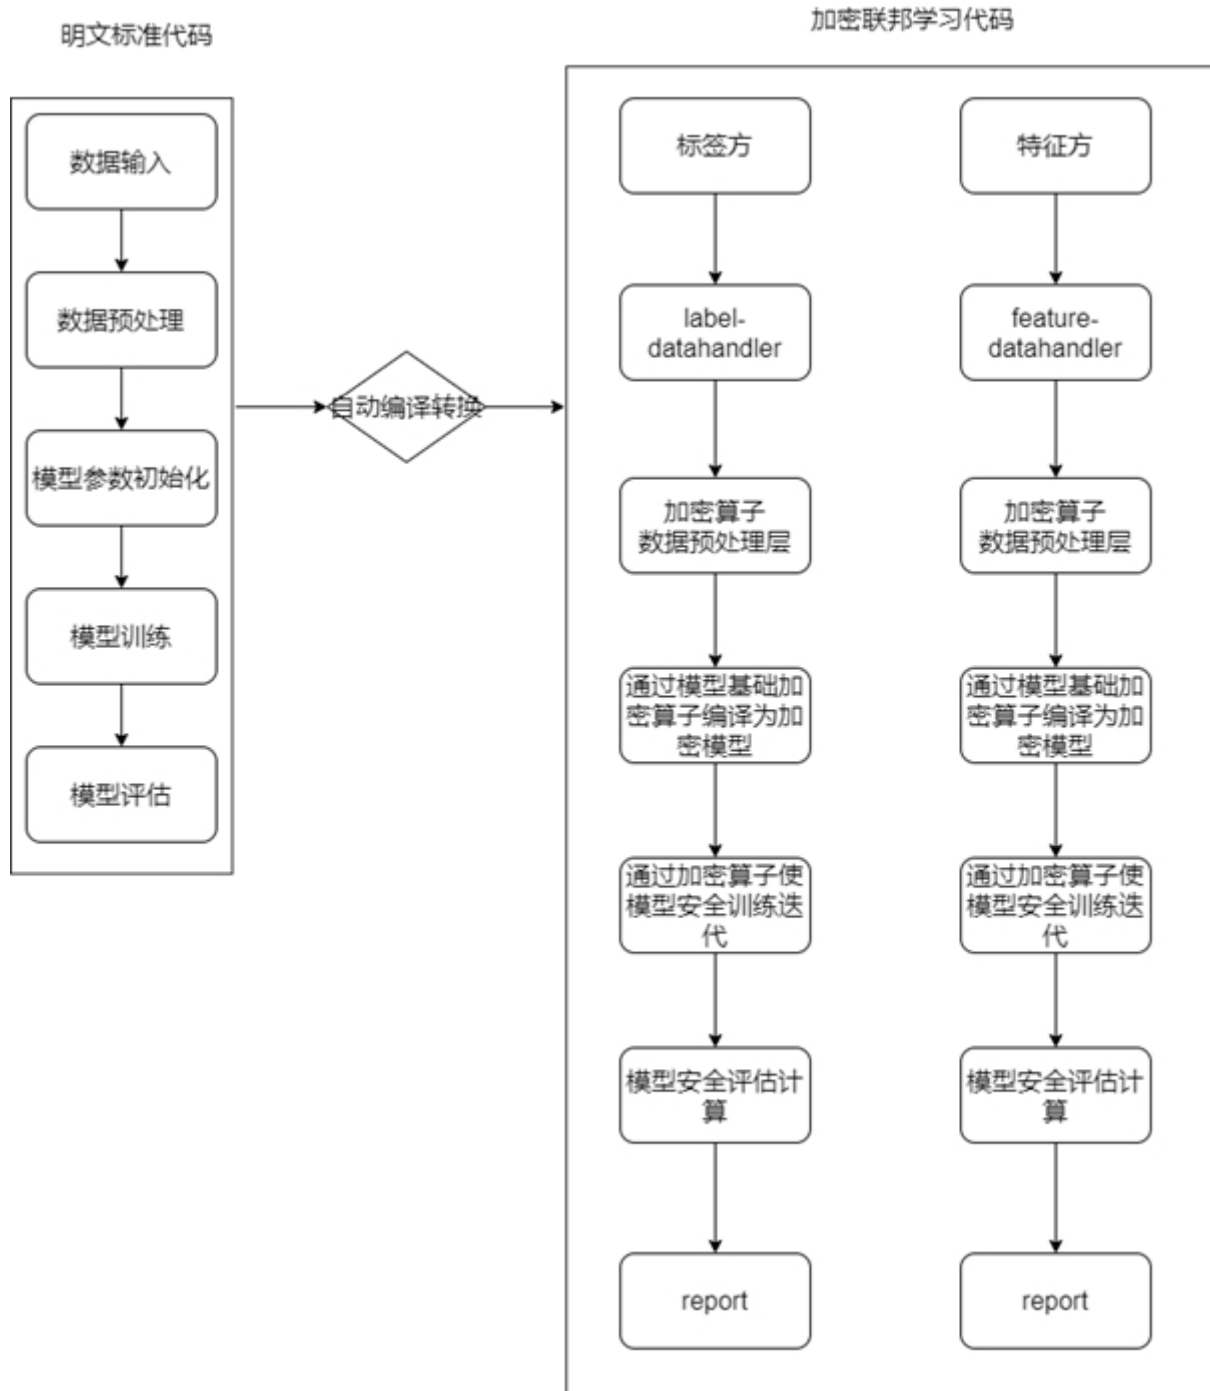 明文标准代码
数据输入
数据预处理
模型参数初始化
模型训练
模型评估
自动编译转换
加密联邦学习代码
标签方
label-
datahandler
加密算子
数据预处理层
通过模型基础加
密算子编译为加
密模型
通过加密算子使
模型安全训练迭
代
模型安全评估计
算
report
特征方
feature-
datahandler
加密算子
数据预处理层
通过模型基础加
密算子编译为加
密模型
通过加密算子使
模型安全训练迭
代
模型安全评估计
算
report